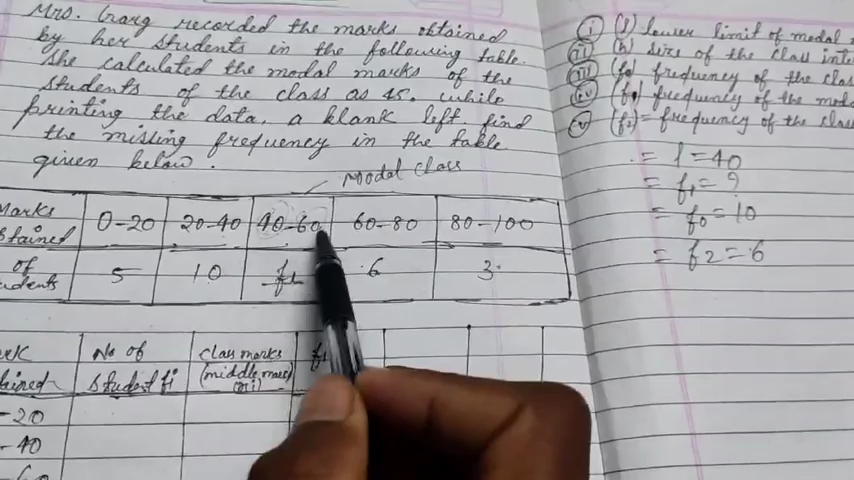 Mrs. Garg recorded the marks obtained
by her students in the following table.
She calculated the modal marks of the
students of the class as 45. while
printing the data, a blank left. find
the missing frequency in the table
given below.
Modal class
Marks 0-20 20-40 40-60 60-80 80-100
of 5 10 f1 6 3
No of class marks
student fi (middle marks)
(xi)
-20
-40
(i) (l) lower limit of modal
(ii) (h) size of the class inte
(iii) (f0) frequency of the clas
(iv) (f1) frequency of the moda
(v) (f2) = frequency of the class
= l = 40
= f1 = ?
= f0 = 10
= f2 = 6